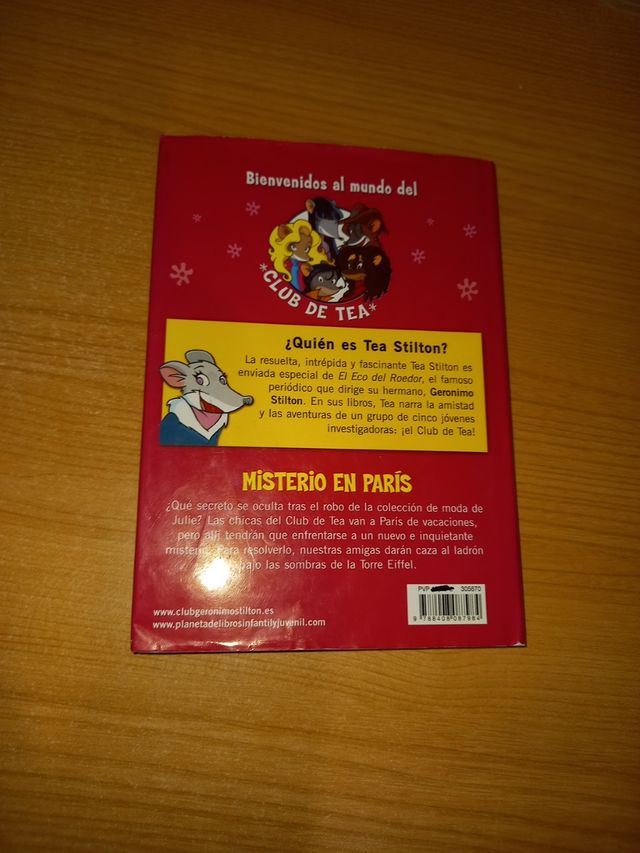 Bienvenidos al mundo del
*CLUB DE TEA*
¿Quién es Tea Stilton?
La resuelta, intrépida y fascinante Tea Stilton es
enviada especial de El Eco del Roedor, el famoso
periódico que dirige su hermano, Geronimo
Stilton. En sus libros, Tea narra la amistad
y las aventuras de un grupo de cinco jóvenes
investigadoras: ¡el Club de Tea!
MISTERIO EN PARÍS
¿Qué secreto se oculta tras el robo de la colección de moda de
Julie? Las chicas del Club de Tea van a París de vacaciones,
pero allí tendrán que enfrentarse a un nuevo e inquietante
misterio. Para resolverlo, nuestras amigas darán caza al ladrón
bajo las sombras de la Torre Eiffel.
PVP 305670
9 788408 087984
www.clubgeronimostilton.es
www.planetadelibrosinfantilyjuvenil.com